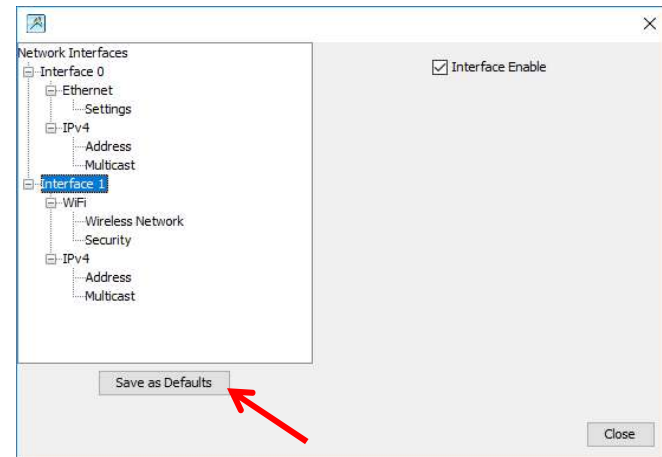 Network Interfaces
Interface 0
Ethernet
Settings
IPv4
Address
Multicast
Interface 1
WiFi
Wireless Network
Security
IPv4
Address
Multicast
Interface Enable
Save as Defaults
Close